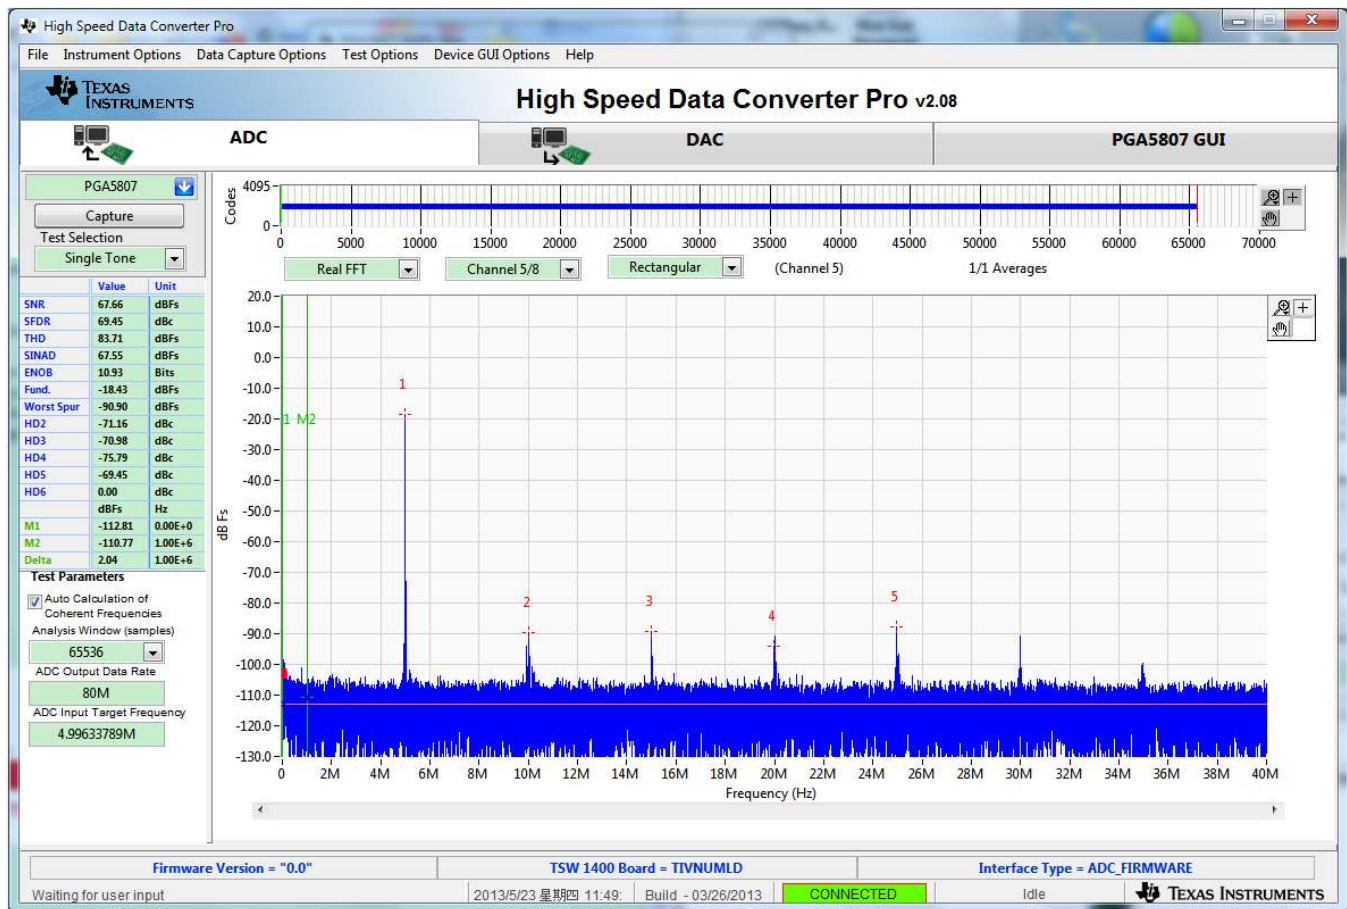 High Speed Data Converter Pro
File Instrument Options Data Capture Options Test Options Device GUI Options Help
TEXAS INSTRUMENTS
High Speed Data Converter Pro v2.08
ADC DAC PGA5807 GUI
PGA5807
Capture
Test Selection
Single Tone
Value Unit
SNR 67.66 dBFs
SFDR 69.45 dBc
THD 83.71 dBFs
SINAD 67.55 dBFs
ENOB 10.93 Bits
Fund. -18.43 dBFs
Worst Spur -90.90 dBFs
HD2 -71.16 dBc
HD3 -70.98 dBc
HD4 -75.79 dBc
HD5 -69.45 dBc
HD6 0.00 dBc
dBFs Hz
M1 -112.81 0.00E+0
M2 -110.77 1.00E+6
Delta 2.04 1.00E+6
Test Parameters
Auto Calculation of
Coherent Frequencies
Analysis Window (samples)
65536
ADC Output Data Rate
80M
ADC Input Target Frequency
4.99633789M
Codes
4095
0
0 5000 10000 15000 20000 25000 30000 35000 40000 45000 50000 55000 60000 65000 70000
Real FFT Channel 5/8 Rectangular (Channel 5) 1/1 Averages
dB Fs
20.0
10.0
0.0
-10.0
-20.0
-30.0
-40.0
-50.0
-60.0
-70.0
-80.0
-90.0
-100.0
-110.0
-120.0
-130.0
1 M2
1
2
3
4
5
0 2M 4M 6M 8M 10M 12M 14M 16M 18M 20M 22M 24M 26M 28M 30M 32M 34M 36M 38M 40M
Frequency (Hz)
Firmware Version = "0.0" TSW 1400 Board = TIVNUMLD Interface Type = ADC_FIRMWARE
Waiting for user input 2013/5/23 星期四 11:49: Build - 03/26/2013 CONNECTED Idle TEXAS INSTRUMENTS